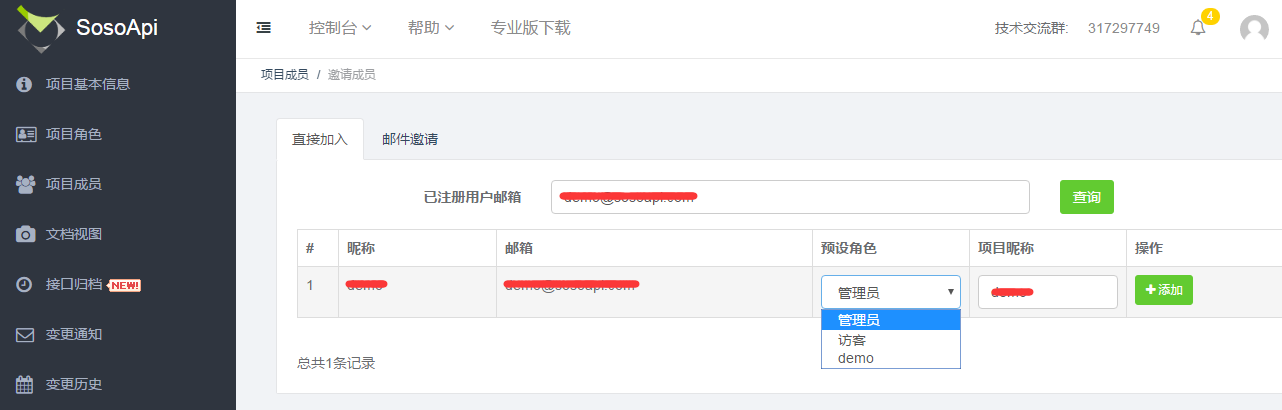 SosoApi
控制台 帮助 专业版下载 技术交流群: 317297749 4
项目基本信息
项目角色
项目成员
文档视图
接口归档 NEW!
变更通知
变更历史
项目成员 / 邀请成员
直接加入 邮件邀请
已注册用户邮箱 查询
# 昵称 邮箱 预设角色 项目昵称 操作
1 管理员 添加
管理员
访客
demo
总共1条记录